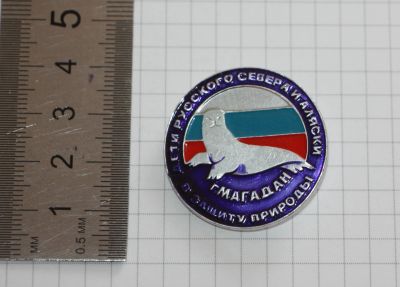 ДЕТИ РУССКОГО СЕВЕРА И АЛЯСКИ
В ЗАЩИТУ ПРИРОДЫ
г МАГАДАН
5
4
3
2
1
ММ
0.5 ММ